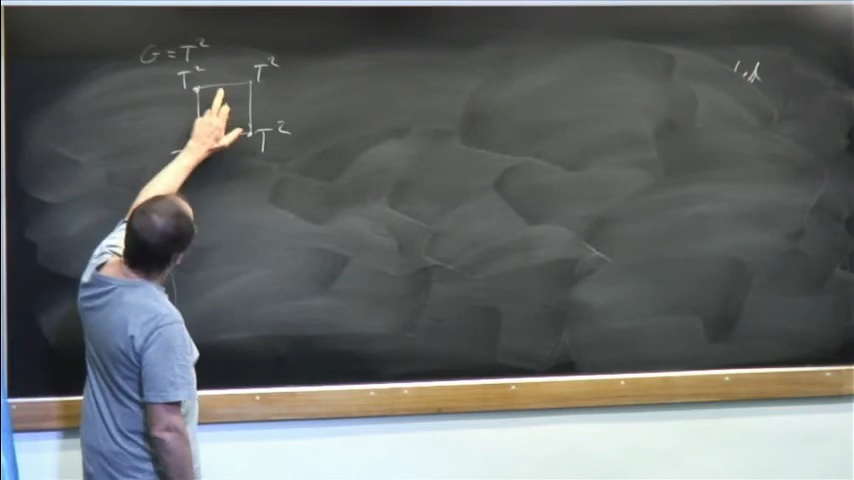 G = T²
T² T²
T²